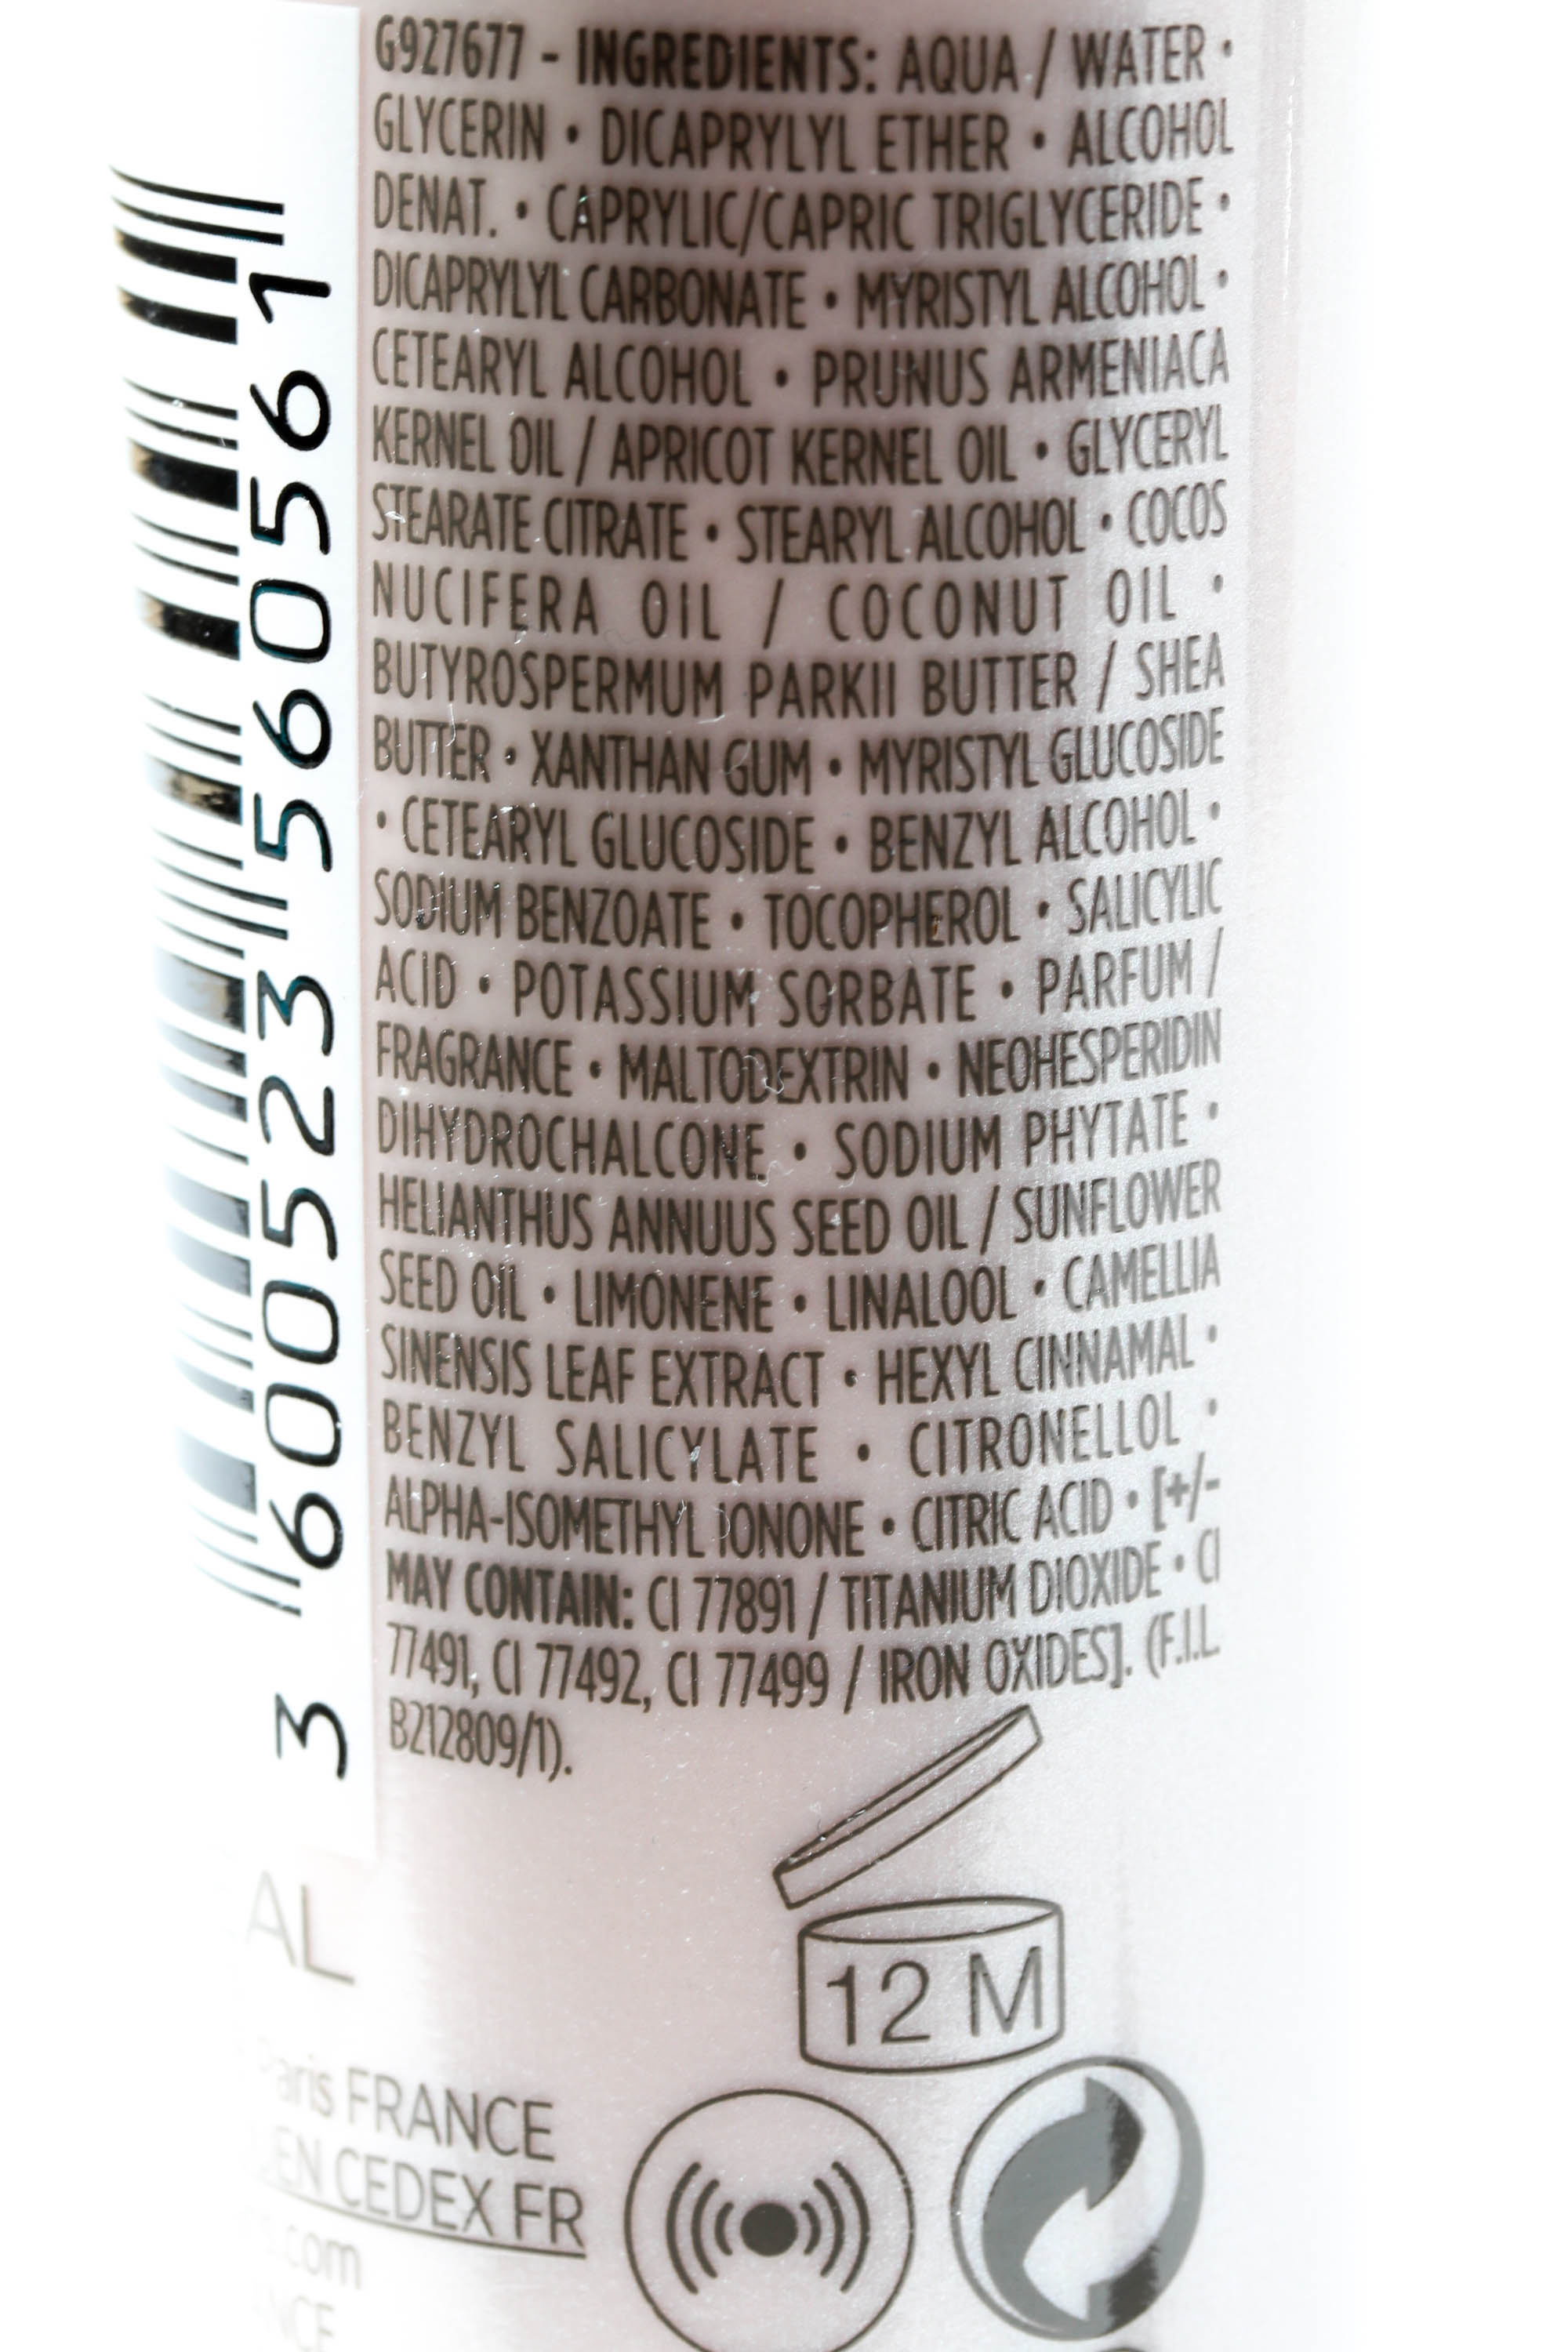 G927677 - INGREDIENTS: AQUA / WATER •
GLYCERIN • DICAPRYLYL ETHER • ALCOHOL
DENAT. • CAPRYLIC/CAPRIC TRIGLYCERIDE •
DICAPRYLYL CARBONATE • MYRISTYL ALCOHOL •
CETEARYL ALCOHOL • PRUNUS ARMENIACA
KERNEL OIL / APRICOT KERNEL OIL • GLYCERYL
STEARATE CITRATE • STEARYL ALCOHOL • COCOS
NUCIFERA OIL / COCONUT OIL •
BUTYROSPERMUM PARKII BUTTER / SHEA
BUTTER • XANTHAN GUM • MYRISTYL GLUCOSIDE
• CETEARYL GLUCOSIDE • BENZYL ALCOHOL •
SODIUM BENZOATE • TOCOPHEROL • SALICYLIC
ACID • POTASSIUM SORBATE • PARFUM /
FRAGRANCE • MALTODEXTRIN • NEOHESPERIDIN
DIHYDROCHALCONE • SODIUM PHYTATE •
HELIANTHUS ANNUUS SEED OIL / SUNFLOWER
SEED OIL • LIMONENE • LINALOOL • CAMELLIA
SINENSIS LEAF EXTRACT • HEXYL CINNAMAL •
BENZYL SALICYLATE • CITRONELLOL •
ALPHA-ISOMETHYL IONONE • CITRIC ACID • [+/-
MAY CONTAIN: CI 77891 / TITANIUM DIOXIDE • CI
77491, CI 77492, CI 77499 / IRON OXIDES]. (F.I.L.
B212809/1).
3 600523 560561
12 M
AL
Paris FRANCE
EN CEDEX FR
.com
NCE